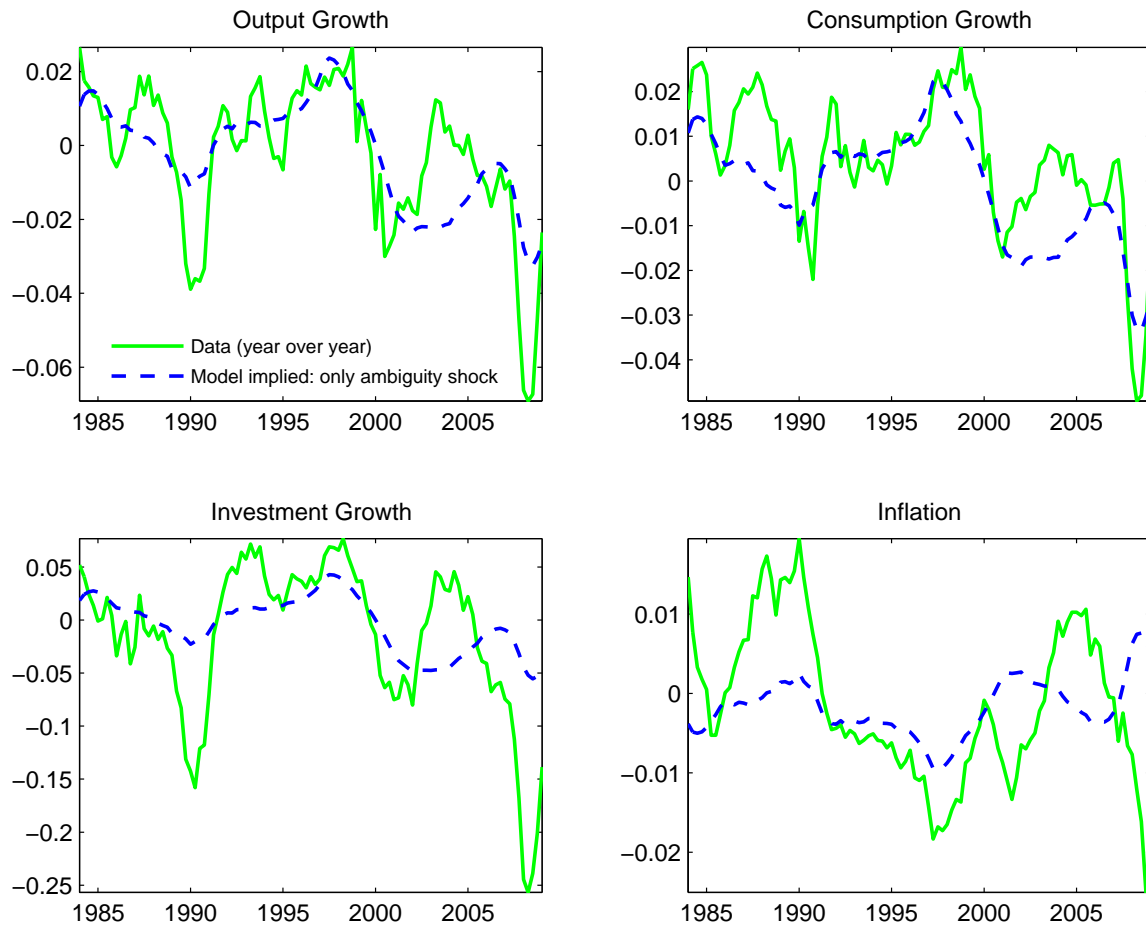 Output Growth
0.02
0
−0.02
−0.04
−0.06
Data (year over year)
Model implied: only ambiguity shock
1985 1990 1995 2000 2005
Consumption Growth
0.02
0.01
0
−0.01
−0.02
−0.03
−0.04
1985 1990 1995 2000 2005
Investment Growth
0.05
0
−0.05
−0.1
−0.15
−0.2
−0.25
1985 1990 1995 2000 2005
Inflation
0.01
0
−0.01
−0.02
1985 1990 1995 2000 2005